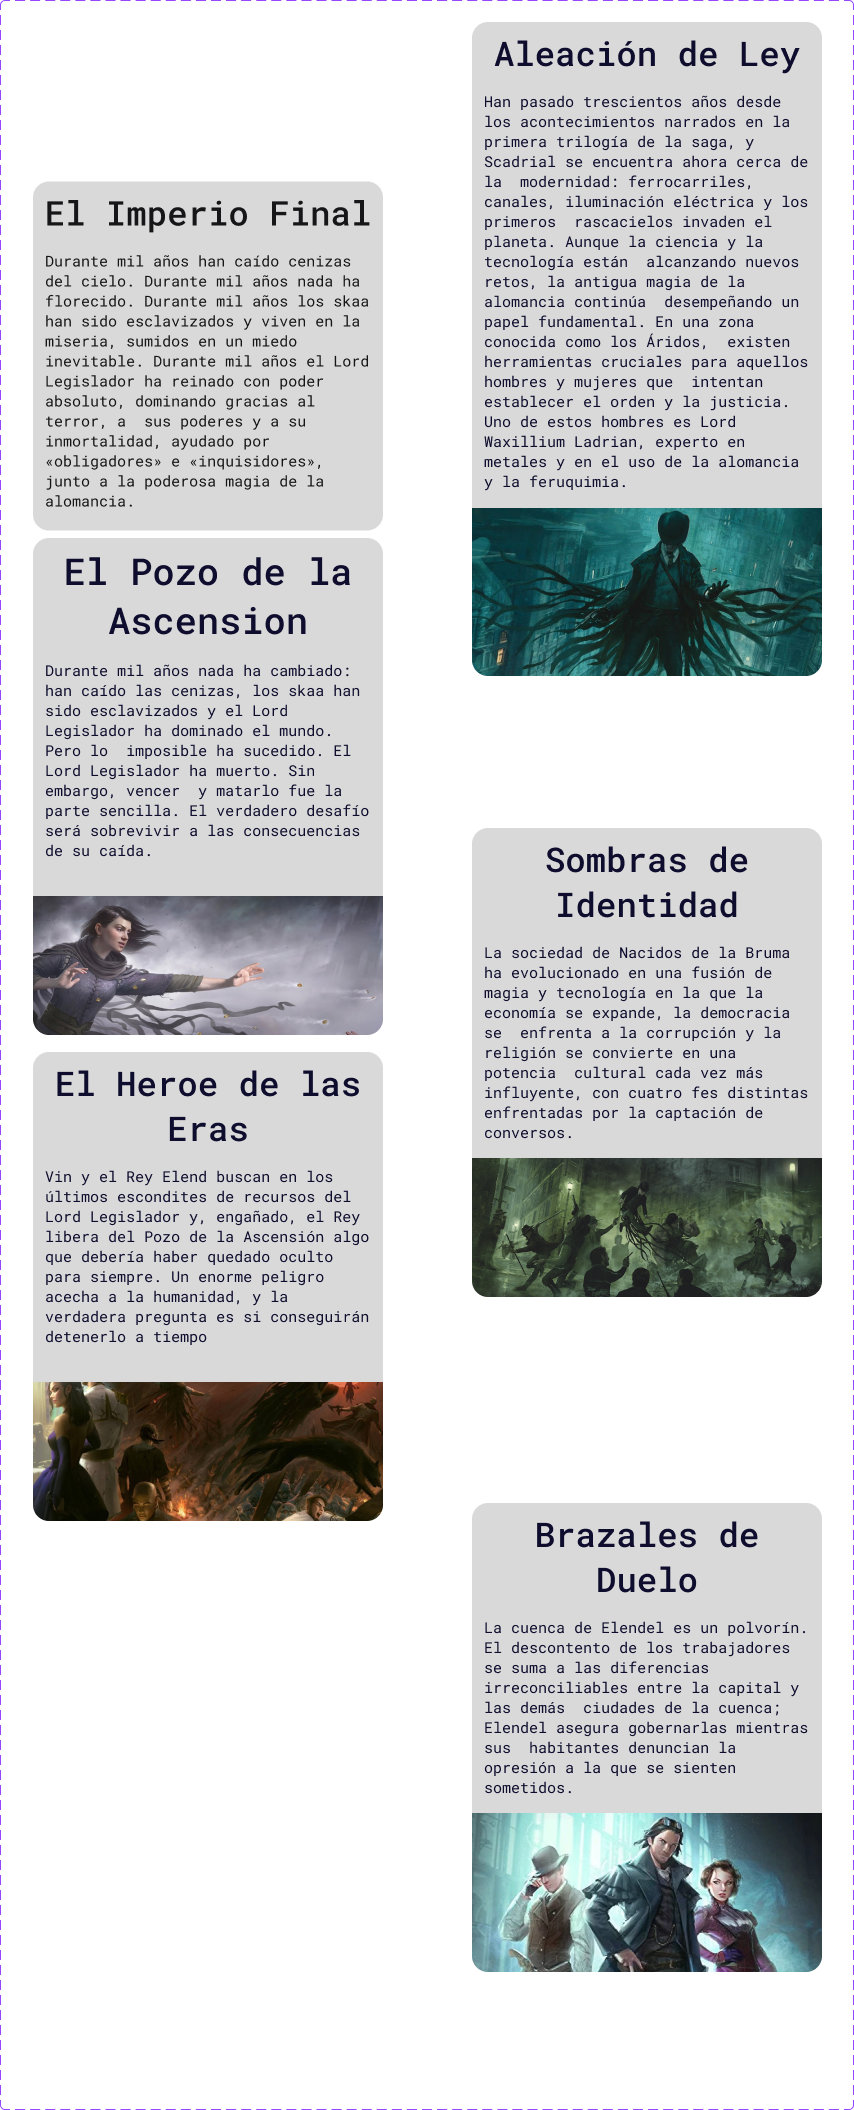 El Imperio Final
Durante mil años han caído cenizas
del cielo. Durante mil años nada ha
florecido. Durante mil años los skaa
han sido esclavizados y viven en la
miseria, sumidos en un miedo
inevitable. Durante mil años el Lord
Legislador ha reinado con poder
absoluto, dominando gracias al
terror, a  sus poderes y a su
inmortalidad, ayudado por
«obligadores» e «inquisidores»,
junto a la poderosa magia de la
alomancia.
El Pozo de la
Ascension
Durante mil años nada ha cambiado:
han caído las cenizas, los skaa han
sido esclavizados y el Lord
Legislador ha dominado el mundo.
Pero lo  imposible ha sucedido. El
Lord Legislador ha muerto. Sin
embargo, vencer  y matarlo fue la
parte sencilla. El verdadero desafío
será sobrevivir a las consecuencias
de su caída.
El Heroe de las
Eras
Vin y el Rey Elend buscan en los
últimos escondites de recursos del
Lord Legislador y, engañado, el Rey
libera del Pozo de la Ascensión algo
que debería haber quedado oculto
para siempre. Un enorme peligro
acecha a la humanidad, y la
verdadera pregunta es si conseguirán
detenerlo a tiempo
Aleación de Ley
Han pasado trescientos años desde
los acontecimientos narrados en la
primera trilogía de la saga, y
Scadrial se encuentra ahora cerca de
la  modernidad: ferrocarriles,
canales, iluminación eléctrica y los
primeros  rascacielos invaden el
planeta. Aunque la ciencia y la
tecnología están  alcanzando nuevos
retos, la antigua magia de la
alomancia continúa  desempeñando un
papel fundamental. En una zona
conocida como los Áridos,  existen
herramientas cruciales para aquellos
hombres y mujeres que  intentan
establecer el orden y la justicia.
Uno de estos hombres es Lord
Waxillium Ladrian, experto en
metales y en el uso de la alomancia
y la feruquimia.
Sombras de
Identidad
La sociedad de Nacidos de la Bruma
ha evolucionado en una fusión de
magia y tecnología en la que la
economía se expande, la democracia
se  enfrenta a la corrupción y la
religión se convierte en una
potencia  cultural cada vez más
influyente, con cuatro fes distintas
enfrentadas por la captación de
conversos.
Brazales de
Duelo
La cuenca de Elendel es un polvorín.
El descontento de los trabajadores
se suma a las diferencias
irreconciliables entre la capital y
las demás  ciudades de la cuenca;
Elendel asegura gobernarlas mientras
sus  habitantes denuncian la
opresión a la que se sienten
sometidos.